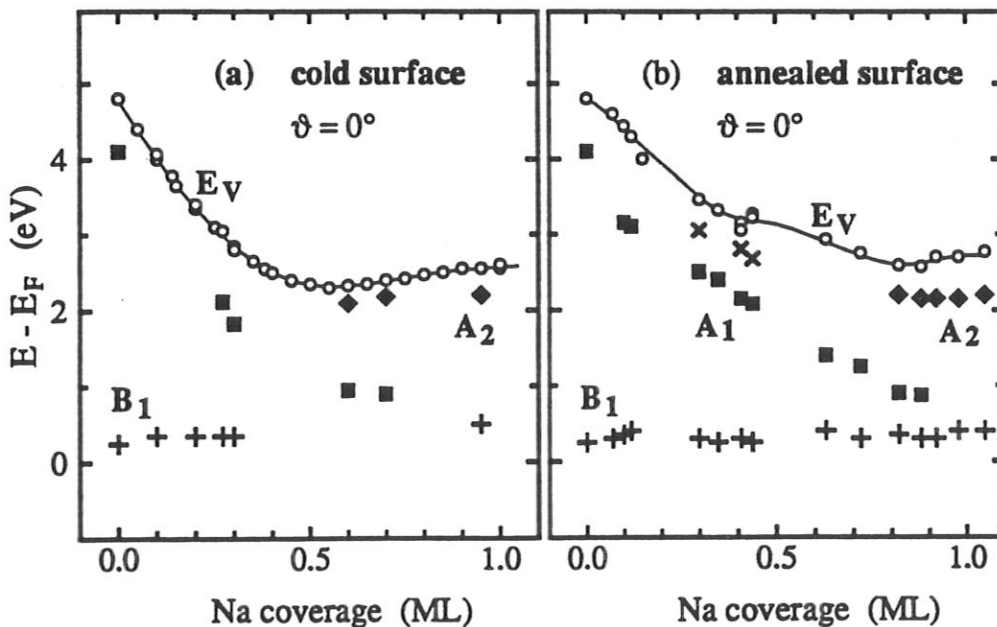 (a) cold surface
ϑ = 0°
E_V
A_2
B_1
(b) annealed surface
ϑ = 0°
E_V
A_1
A_2
B_1
E - E_F (eV)
4
2
0
0.0 0.5 1.0
0.0 0.5 1.0
Na coverage (ML)
Na coverage (ML)